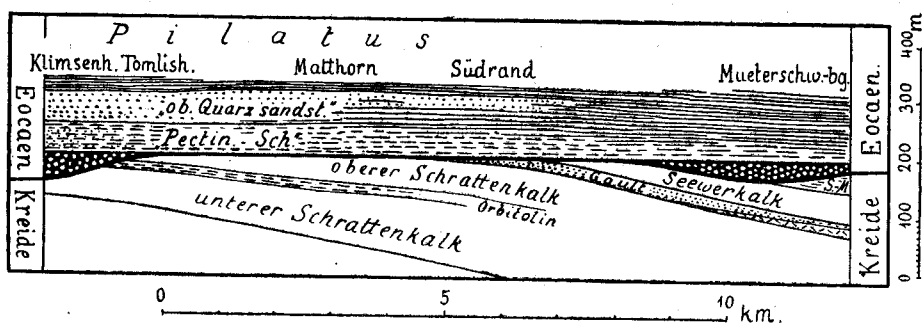 Pilatus
Klimsenh. Tomlish. Matthorn Südrand Mueterschw.-bg.
„ob. Quarzsandst."
Pectin-Sch.
oberer Schrattenkalk
Orbitolin
unterer Schrattenkalk
Gault
Seewerkalk
S-M
Eocaen
Kreide
Eocaen.
Kreide
400 m
300
200
100
0
0 5 10 km.